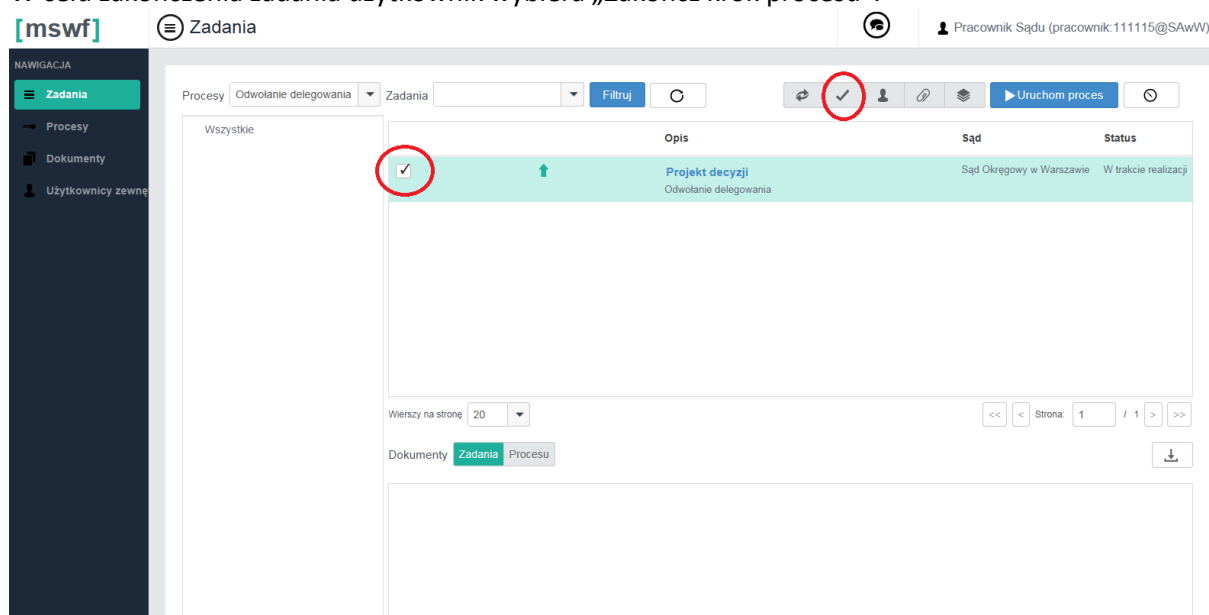 W celu zakończenia zadania użytkownik wybiera „Zakończ krok procesu”.
[mswf]
Zadania
Pracownik Sądu (pracownik:111115@SAwW)
NAWIGACJA
Zadania
Procesy
Dokumenty
Użytkownicy zewnę
Procesy Odwołanie delegowania Zadania Filtruj Uruchom proces
Wszystkie
Opis Sąd Status
Projekt decyzji Sąd Okręgowy w Warszawie W trakcie realizacji
Odwołanie delegowania
Wierszy na stronę 20 << < Strona: 1 / 1 > >>
Dokumenty Zadania Procesu